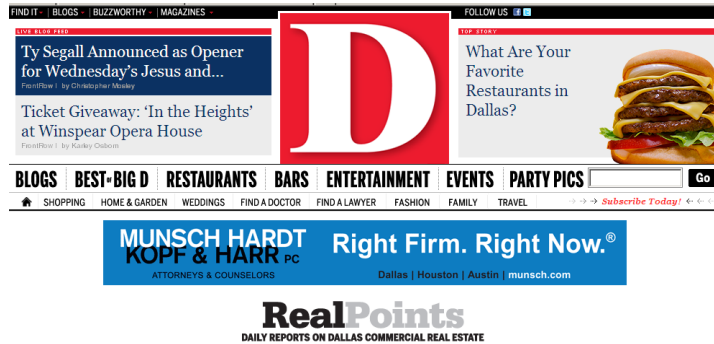 FIND IT
BLOGS
BUZZWORTHY
MAGAZINES
FOLLOW US
LIVE BLOG FEED
Ty Segall Announced as Opener
for Wednesday's Jesus and...
FrontRow | by Christopher Mosley
Ticket Giveaway: 'In the Heights'
at Winspear Opera House
FrontRow | by Karley Osborn
D
TOP STORY
What Are Your
Favorite
Restaurants in
Dallas?
BLOGS
BEST OF BIG D
RESTAURANTS
BARS
ENTERTAINMENT
EVENTS
PARTY PICS
Go
SHOPPING
HOME & GARDEN
WEDDINGS
FIND A DOCTOR
FIND A LAWYER
FASHION
FAMILY
TRAVEL
Subscribe Today!
MUNSCH HARDT
KOPF & HARR PC
ATTORNEYS & COUNSELORS
Right Firm. Right Now.®
Dallas | Houston | Austin | munsch.com
RealPoints
DAILY REPORTS ON DALLAS COMMERCIAL REAL ESTATE